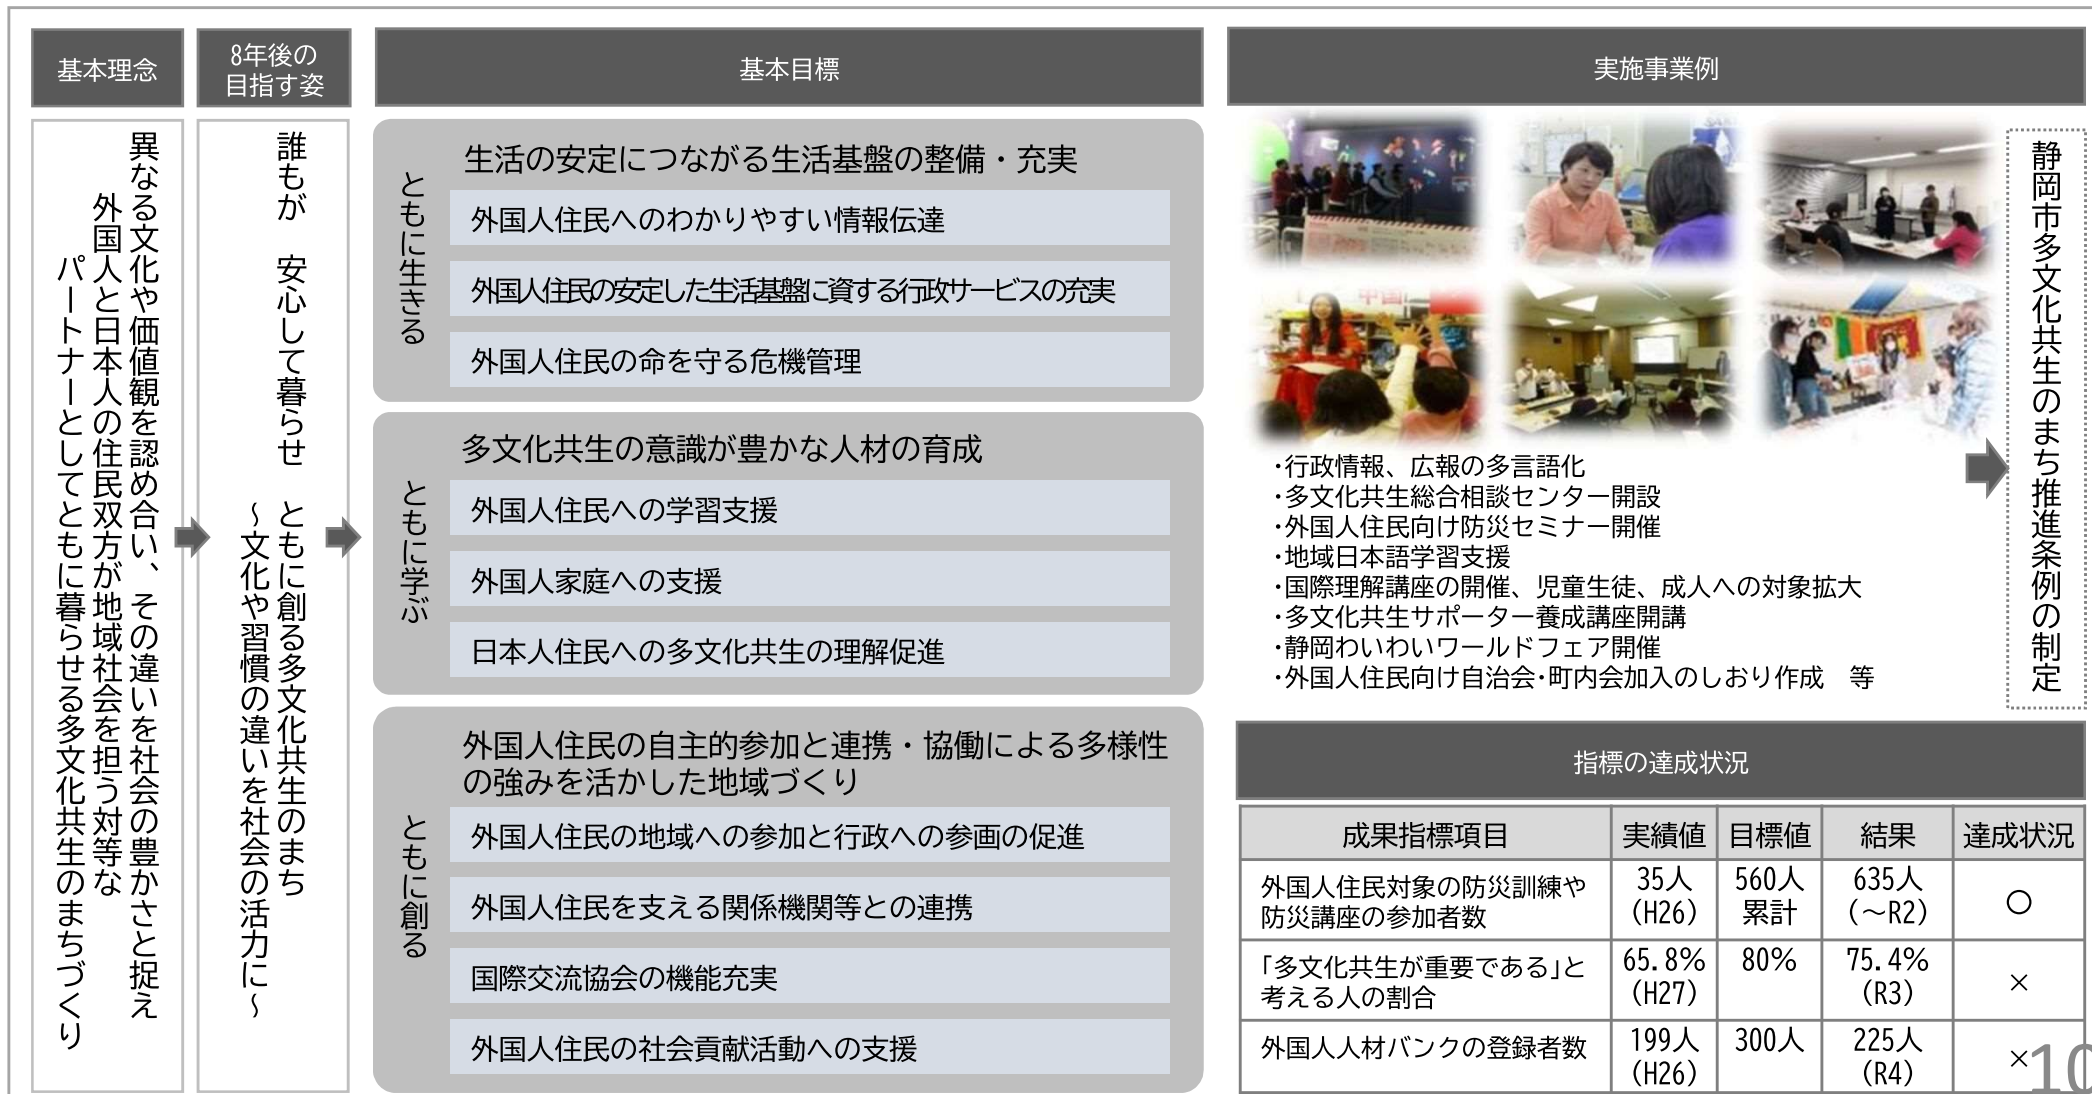 基本理念
異なる文化や価値観を認め合い、その違いを社会の豊かさと捉え
外国人と日本人の住民双方が地域社会を担う対等な
パートナーとしてともに暮らせる多文化共生のまちづくり
8年後の
目指す姿
誰もが　安心して暮らせ　ともに創る多文化共生のまち
～文化や習慣の違いを社会の活力に～
基本目標
ともに生きる
生活の安定につながる生活基盤の整備・充実
外国人住民へのわかりやすい情報伝達
外国人住民の安定した生活基盤に資する行政サービスの充実
外国人住民の命を守る危機管理
ともに学ぶ
多文化共生の意識が豊かな人材の育成
外国人住民への学習支援
外国人家庭への支援
日本人住民への多文化共生の理解促進
ともに創る
外国人住民の自主的参加と連携・協働による多様性
の強みを活かした地域づくり
外国人住民の地域への参加と行政への参画の促進
外国人住民を支える関係機関等との連携
国際交流協会の機能充実
外国人住民の社会貢献活動への支援
実施事業例
中国
･行政情報、広報の多言語化
･多文化共生総合相談センター開設
･外国人住民向け防災セミナー開催
･地域日本語学習支援
･国際理解講座の開催、児童生徒、成人への対象拡大
･多文化共生サポーター養成講座開講
･静岡わいわいワールドフェア開催
･外国人住民向け自治会･町内会加入のしおり作成　等
静岡市多文化共生のまち推進条例の制定
指標の達成状況
成果指標項目 実績値 目標値 結果 達成状況
外国人住民対象の防災訓練や 35人 560人 635人 ○
防災講座の参加者数 (H26) 累計 (～R2)
｢多文化共生が重要である｣と 65.8% 80% 75.4% ×
考える人の割合 (H27) (R3)
外国人人材バンクの登録者数 199人 300人 225人 ×
(H26) (R4)
10